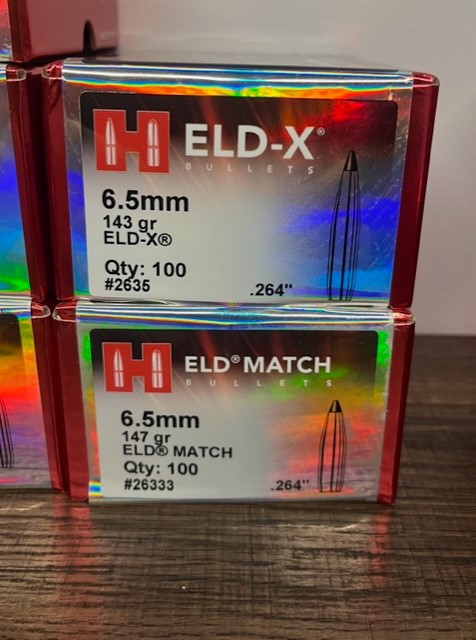 H ELD-X®
BULLETS
6.5mm
143 gr
ELD-X®
Qty: 100
#2635
.264"
H ELD® MATCH
BULLETS
6.5mm
147 gr
ELD® MATCH
Qty: 100
#26333
.264"